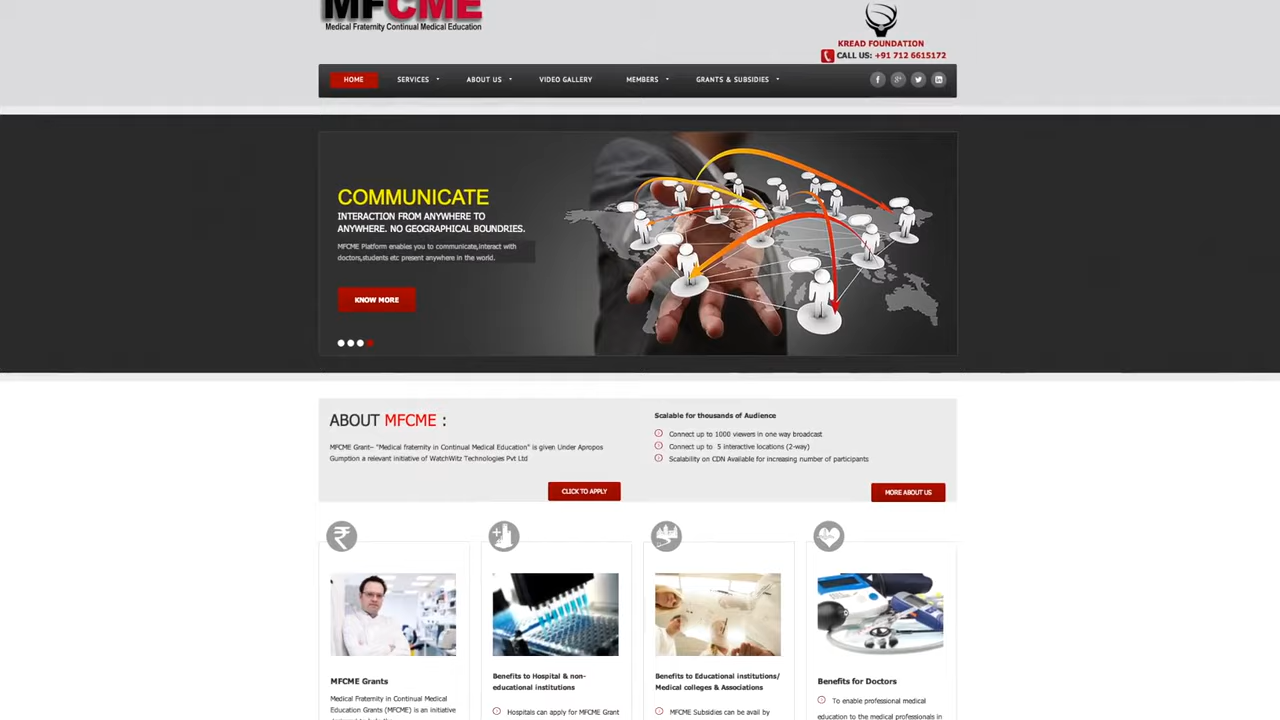 MFCME
Medical Fraternity Continual Medical Education
KREAD FOUNDATION
CALL US: +91 712 6615172
HOME
SERVICES
ABOUT US
VIDEO GALLERY
MEMBERS
GRANTS & SUBSIDIES
COMMUNICATE
INTERACTION FROM ANYWHERE TO
ANYWHERE. NO GEOGRAPHICAL BOUNDRIES.
MFCME Platform enables you to communicate,interact with
doctors,students etc present anywhere in the world.
KNOW MORE
ABOUT MFCME :
MFCME Grant– "Medical fraternity in Continual Medical Education" is given Under Apropos
Gumption a relevant initiative of WatchWitz Technologies Pvt Ltd
CLICK TO APPLY
Scalable for thousands of Audience
Connect up to 1000 viewers in one way broadcast
Connect up to 5 interactive locations (2-way)
Scalability on CDN Available for increasing number of participants
MORE ABOUT US
MFCME Grants
Medical Fraternity in Continual Medical
Education Grants (MFCME) is an initiative
Benefits to Hospital & non-
educational institutions
Hospitals can apply for MFCME Grant
Benefits to Educational institutions/
Medical colleges & Associations
MFCME Subsidies can be avail by
Benefits for Doctors
To enable professional medical
education to the medical professionals in